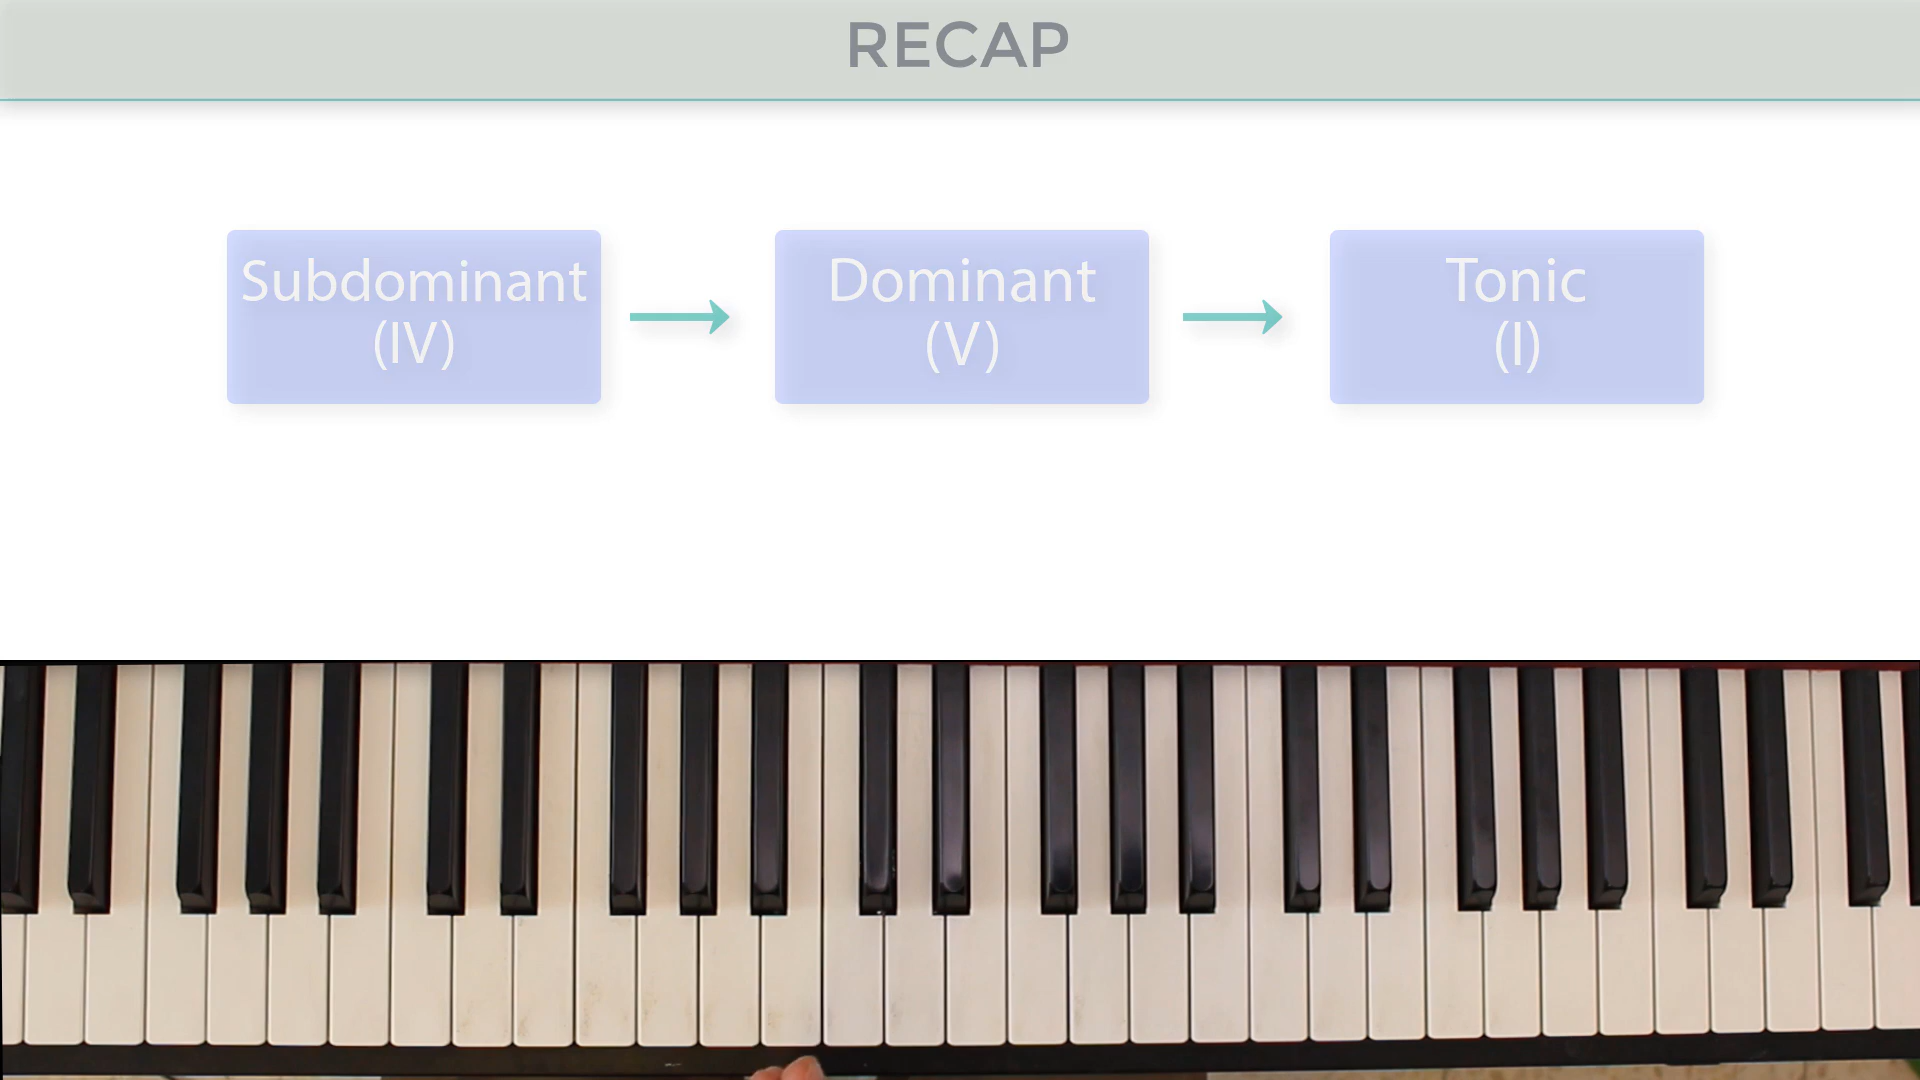 RECAP
Subdominant
(IV)
Dominant
(V)
Tonic
(I)